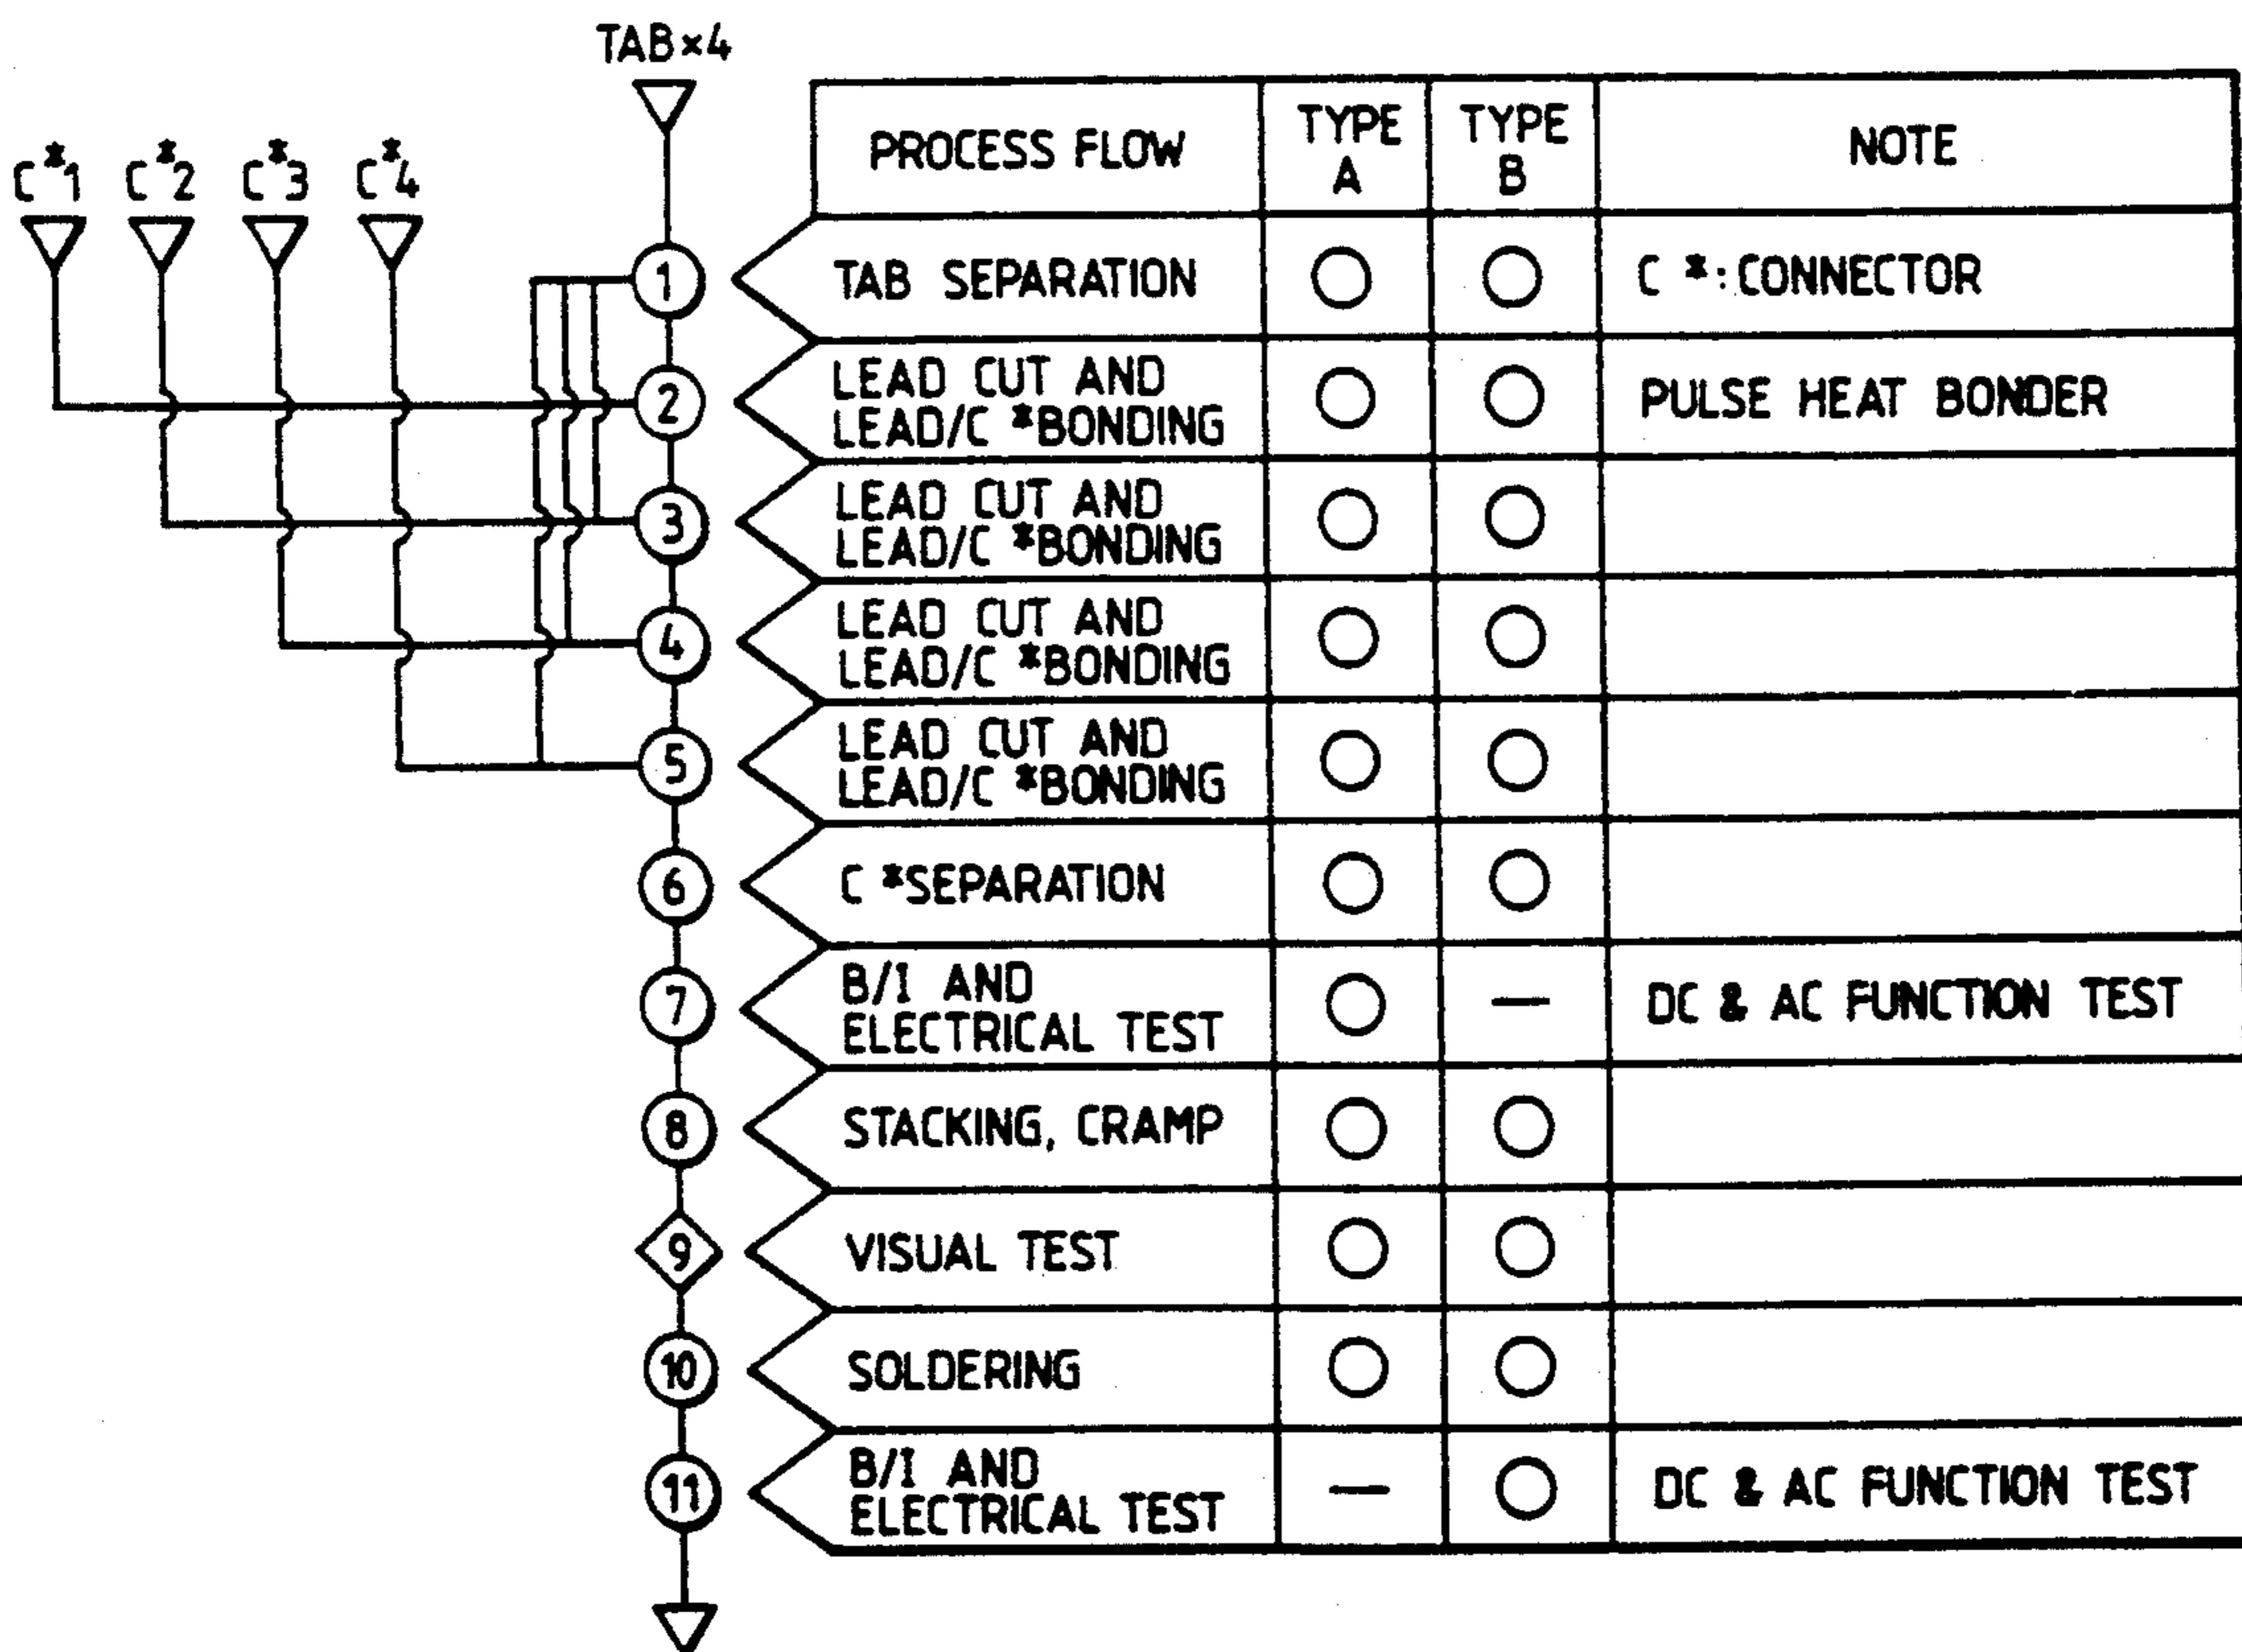 TAB×4
C*1 C*2 C*3 C*4
PROCESS FLOW
TYPE
A
TYPE
B
NOTE
1
TAB SEPARATION
C *: CONNECTOR
2
LEAD CUT AND
LEAD/C *BONDING
PULSE HEAT BONDER
3
LEAD CUT AND
LEAD/C *BONDING
4
LEAD CUT AND
LEAD/C *BONDING
5
LEAD CUT AND
LEAD/C *BONDING
6
C *SEPARATION
7
B/I AND
ELECTRICAL TEST
—
DC & AC FUNCTION TEST
8
STACKING, CRAMP
9
VISUAL TEST
10
SOLDERING
11
B/I AND
ELECTRICAL TEST
—
DC & AC FUNCTION TEST